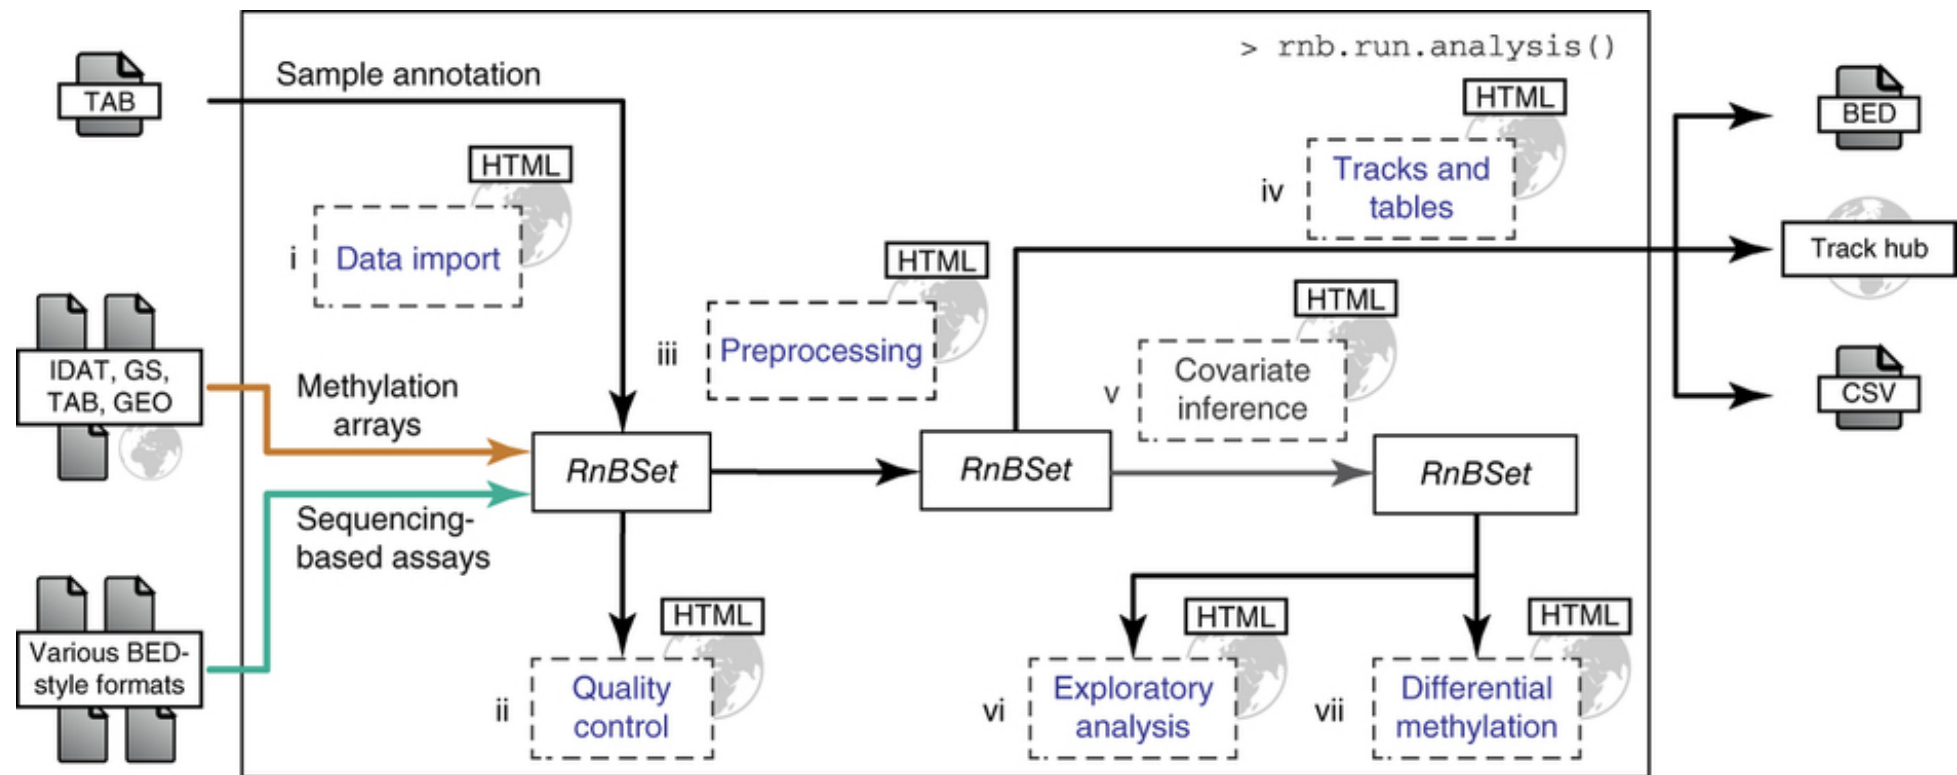 > rnb.run.analysis()
TAB
Sample annotation
HTML
i
Data import
IDAT, GS,
TAB, GEO
Methylation
arrays
Various BED-
style formats
Sequencing-
based assays
RnBSet
HTML
ii
Quality
control
HTML
iii
Preprocessing
RnBSet
HTML
iv
Tracks and
tables
BED
Track hub
CSV
HTML
v
Covariate
inference
RnBSet
HTML
vi
Exploratory
analysis
HTML
vii
Differential
methylation